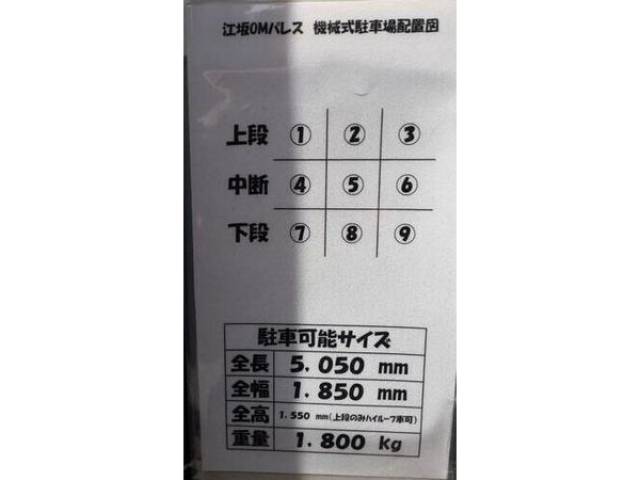 江坂OMパレス 機械式駐車場配置図
上段 ① ② ③
中断 ④ ⑤ ⑥
下段 ⑦ ⑧ ⑨
駐車可能サイズ
全長 5,050 mm
全幅 1,850 mm
全高 1,550 mm(上段のみハイルーフ車可)
重量 1,800 kg